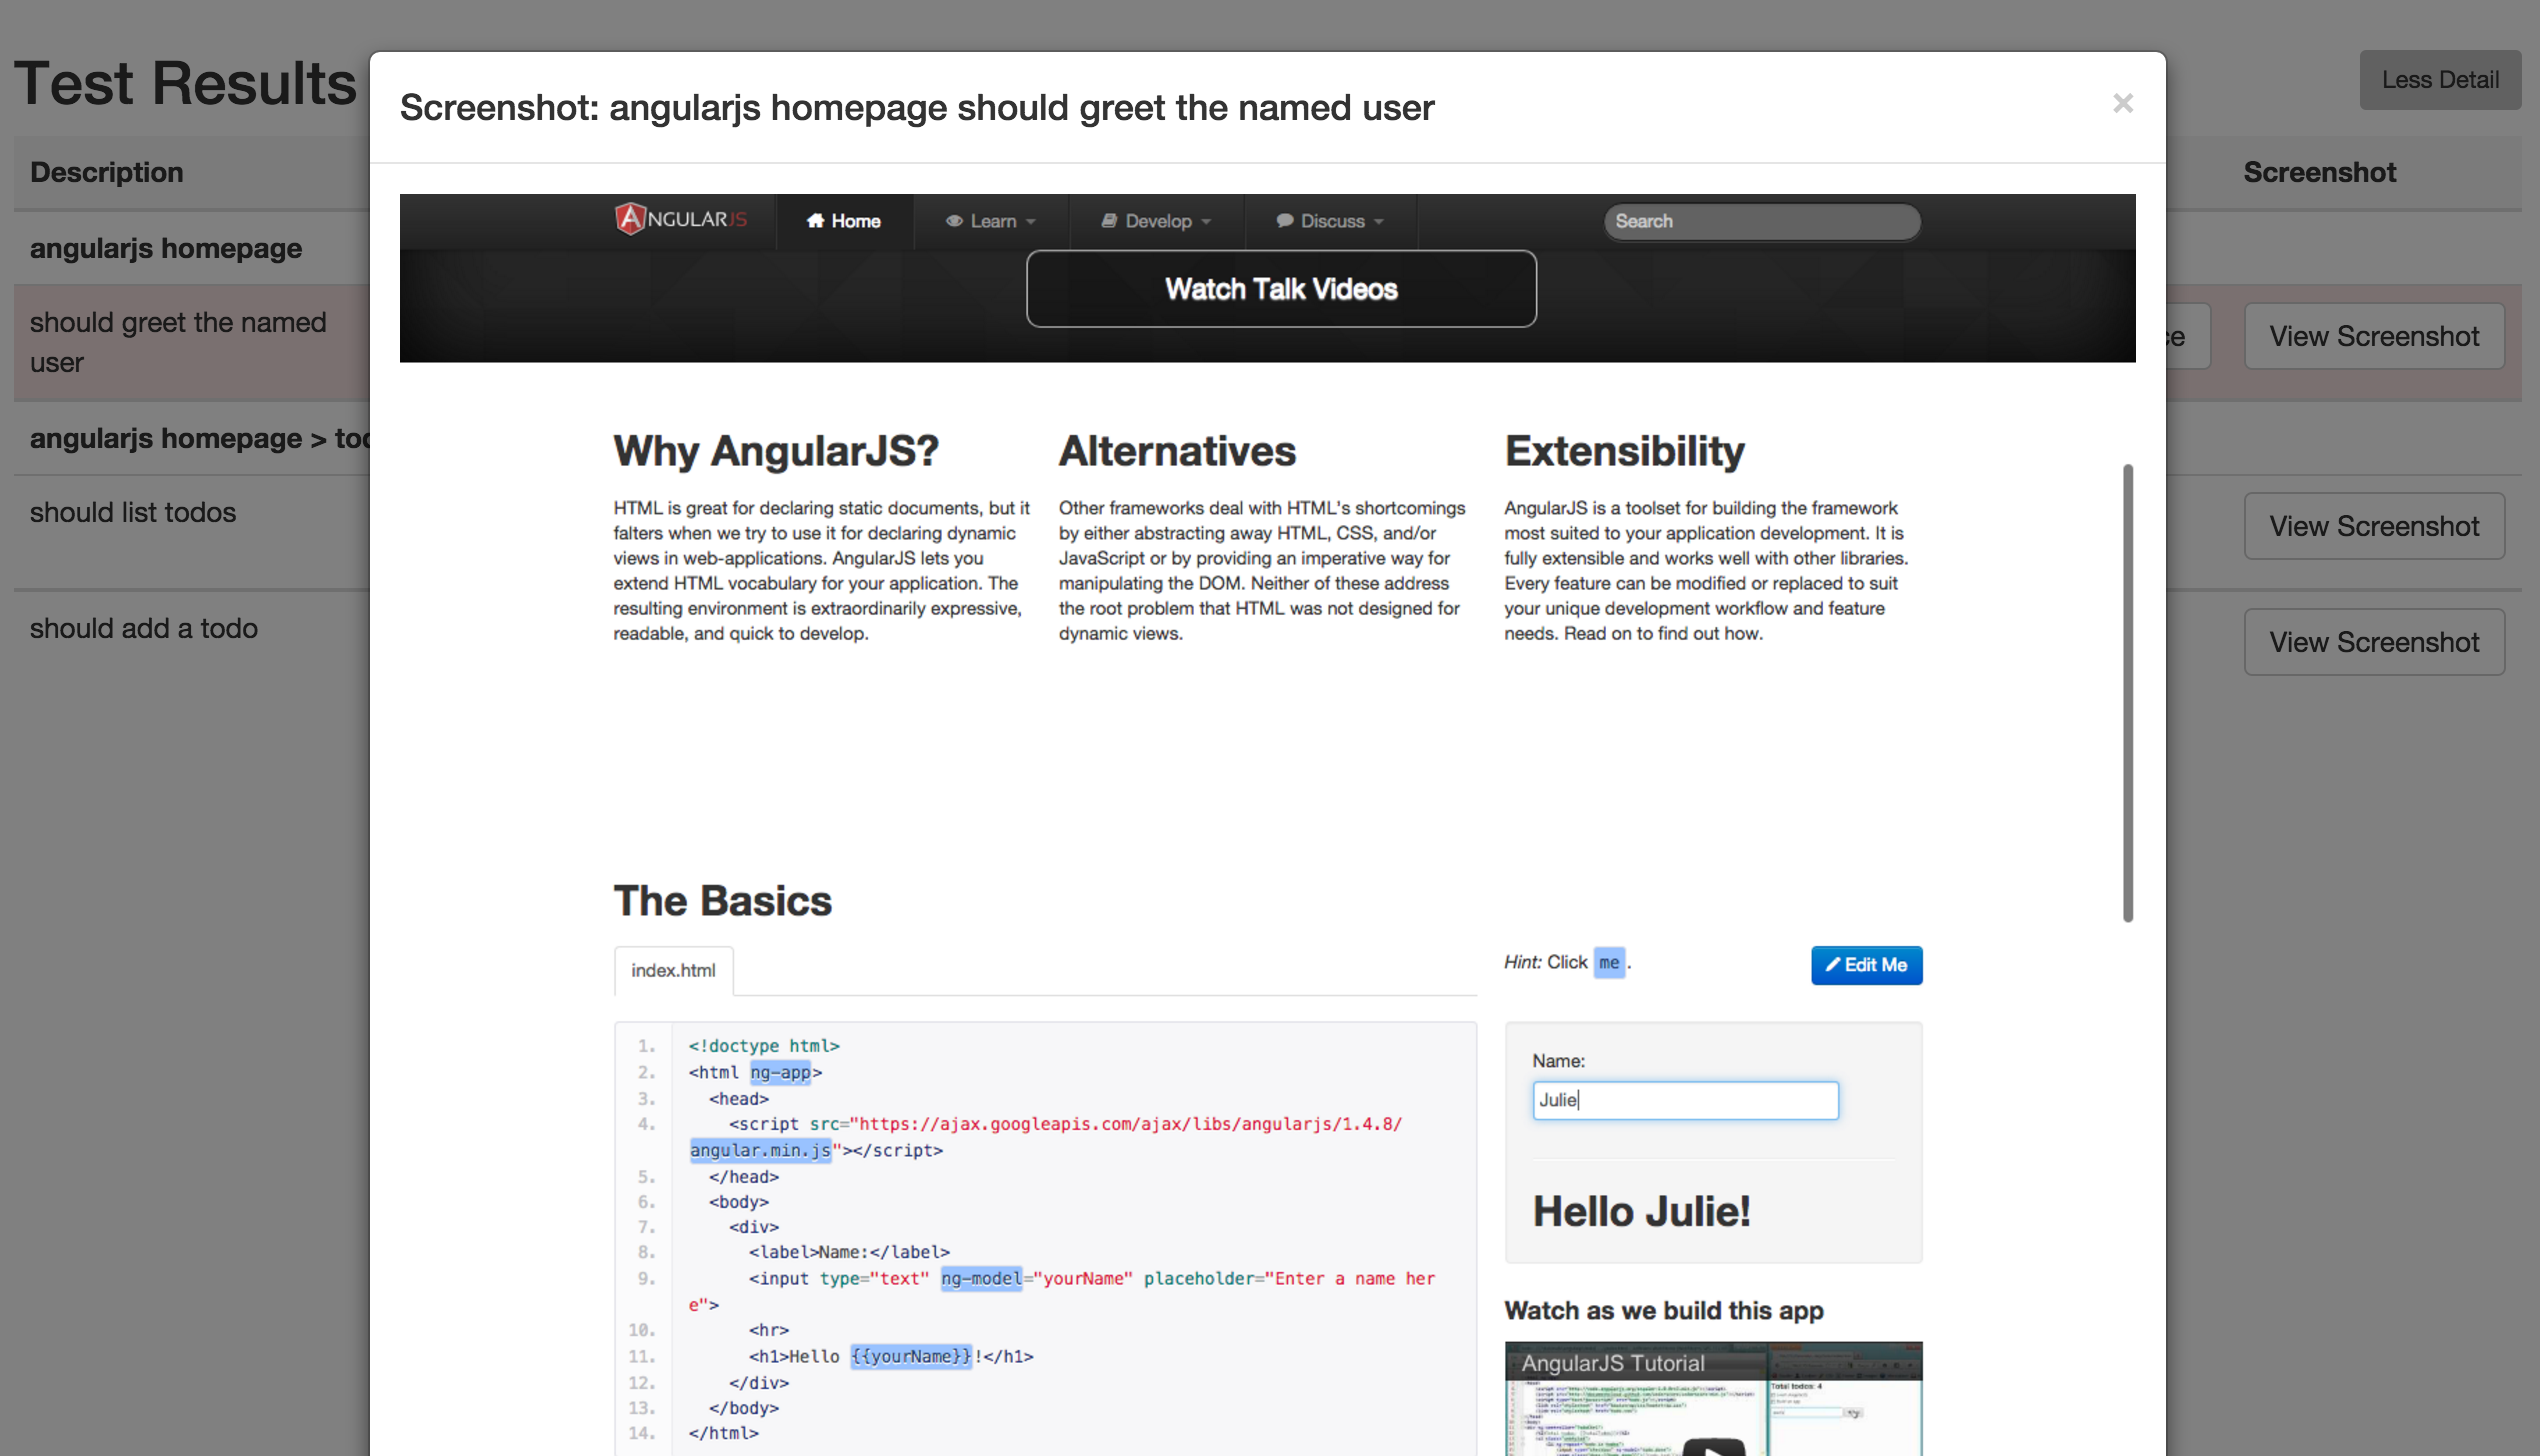 Test Results
Less Detail
Description
Screenshot
angularjs homepage
should greet the named
user
View Screenshot
angularjs homepage >
should list todos
View Screenshot
should add a todo
View Screenshot
Screenshot: angularjs homepage should greet the named user
×
ANGULARJS
Home
Learn
Develop
Discuss
Search
Watch Talk Videos
Why AngularJS?
HTML is great for declaring static documents, but it
falters when we try to use it for declaring dynamic
views in web-applications. AngularJS lets you
extend HTML vocabulary for your application. The
resulting environment is extraordinarily expressive,
readable, and quick to develop.
Alternatives
Other frameworks deal with HTML's shortcomings
by either abstracting away HTML, CSS, and/or
JavaScript or by providing an imperative way for
manipulating the DOM. Neither of these address
the root problem that HTML was not designed for
dynamic views.
Extensibility
AngularJS is a toolset for building the framework
most suited to your application development. It is
fully extensible and works well with other libraries.
Every feature can be modified or replaced to suit
your unique development workflow and feature
needs. Read on to find out how.
The Basics
index.html
1. <!doctype html>
2. <html ng-app>
3. <head>
4. <script src="https://ajax.googleapis.com/ajax/libs/angularjs/1.4.8/
angular.min.js"></script>
5. </head>
6. <body>
7. <div>
8. <label>Name:</label>
9. <input type="text" ng-model="yourName" placeholder="Enter a name her
e">
10. <hr>
11. <h1>Hello {{yourName}}!</h1>
12. </div>
13. </body>
14. </html>
Hint: Click me .
Edit Me
Name:
Julie
Hello Julie!
Watch as we build this app
AngularJS Tutorial
Total todos: 4